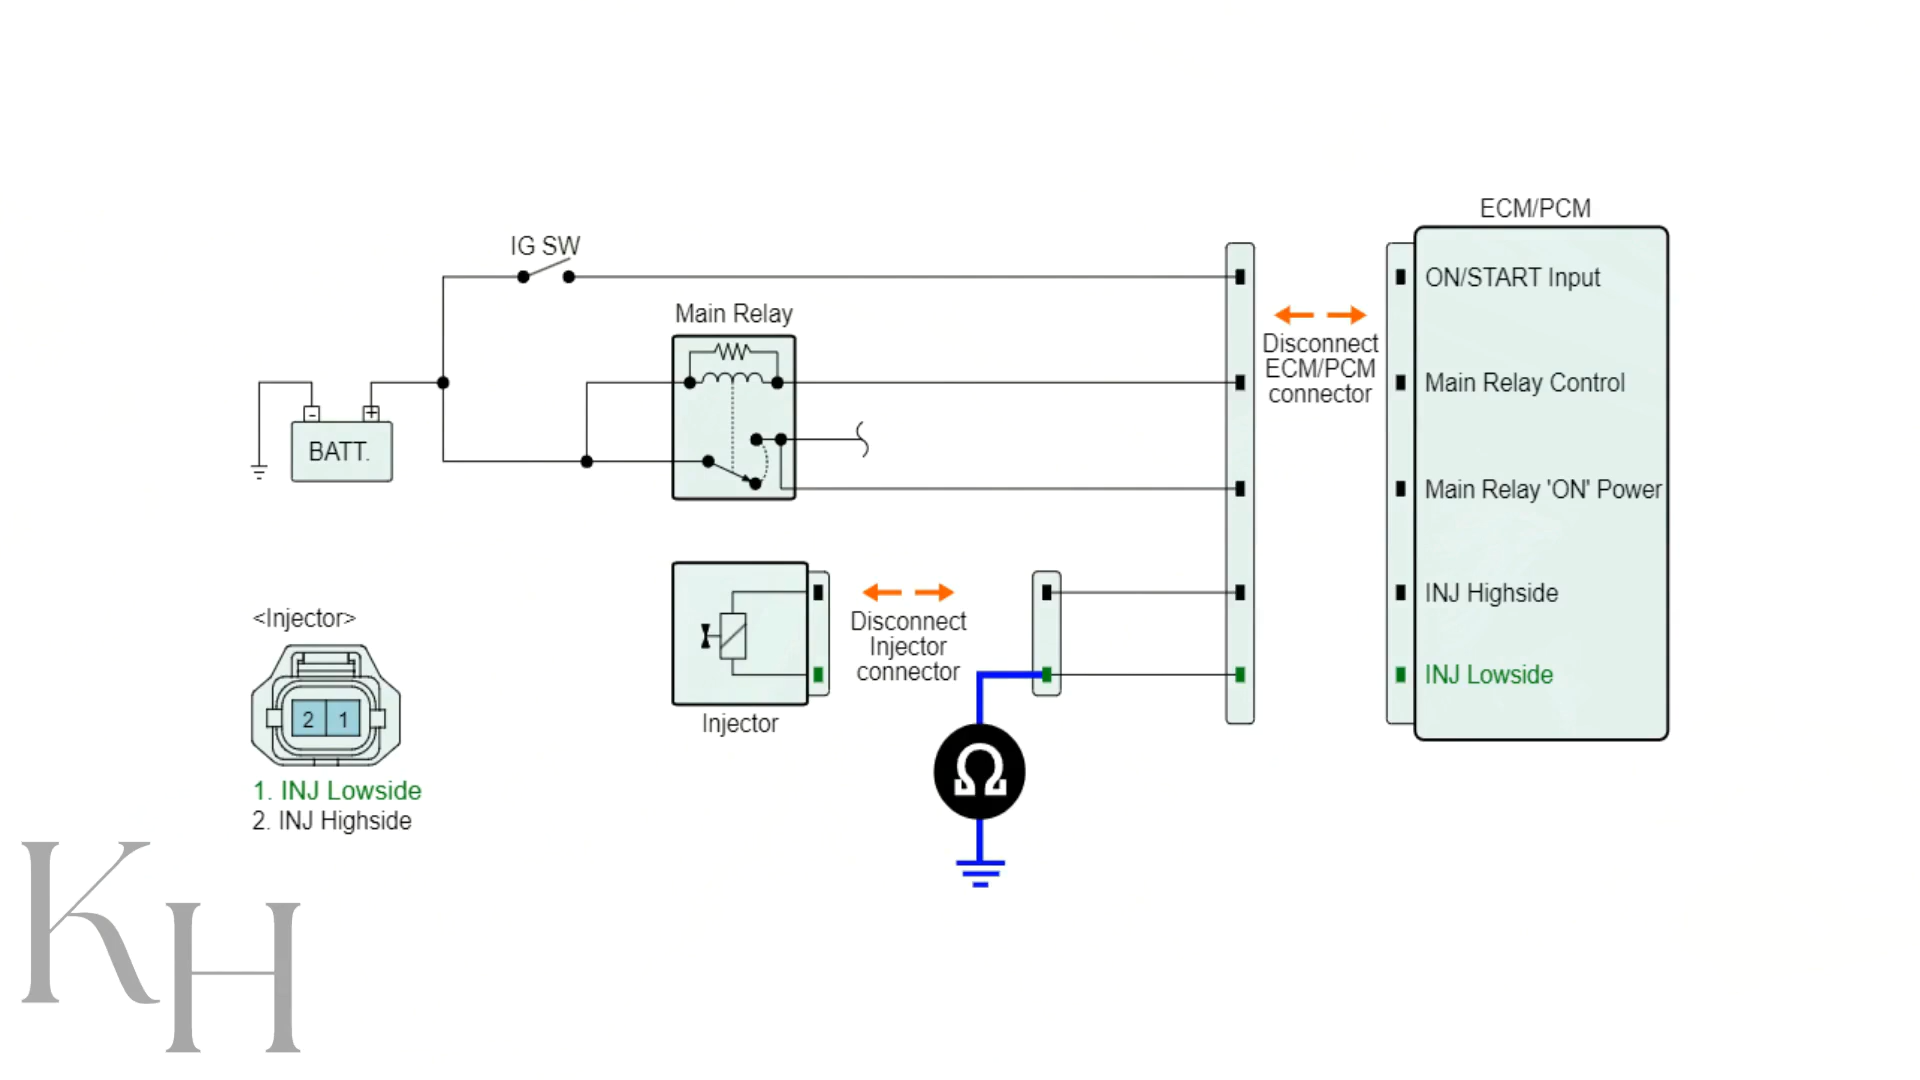 ECM/PCM
IG SW
ON/START Input
Main Relay
Disconnect
ECM/PCM
connector
Main Relay Control
- +
BATT.
Main Relay 'ON' Power
INJ Highside
Disconnect
Injector
connector
INJ Lowside
Injector
Ω
<Injector>
2 1
1. INJ Lowside
2. INJ Highside
KH